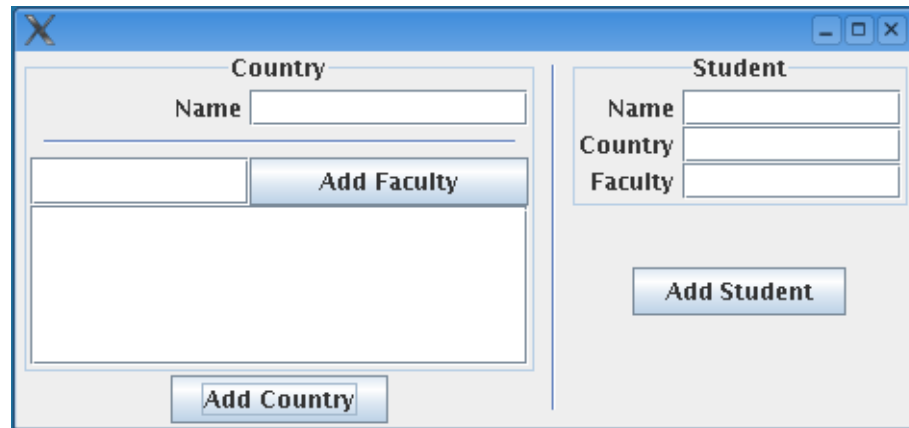 Country
Name
Add Faculty
Add Country
Student
Name
Country
Faculty
Add Student